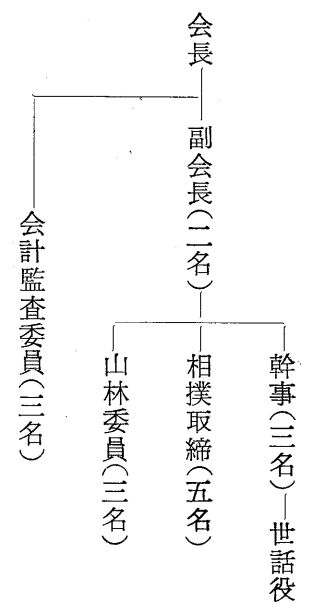 会長
副会長(二名)
幹事(三名)
世話役
相撲取締(五名)
山林委員(三名)
会計監査委員(三名)